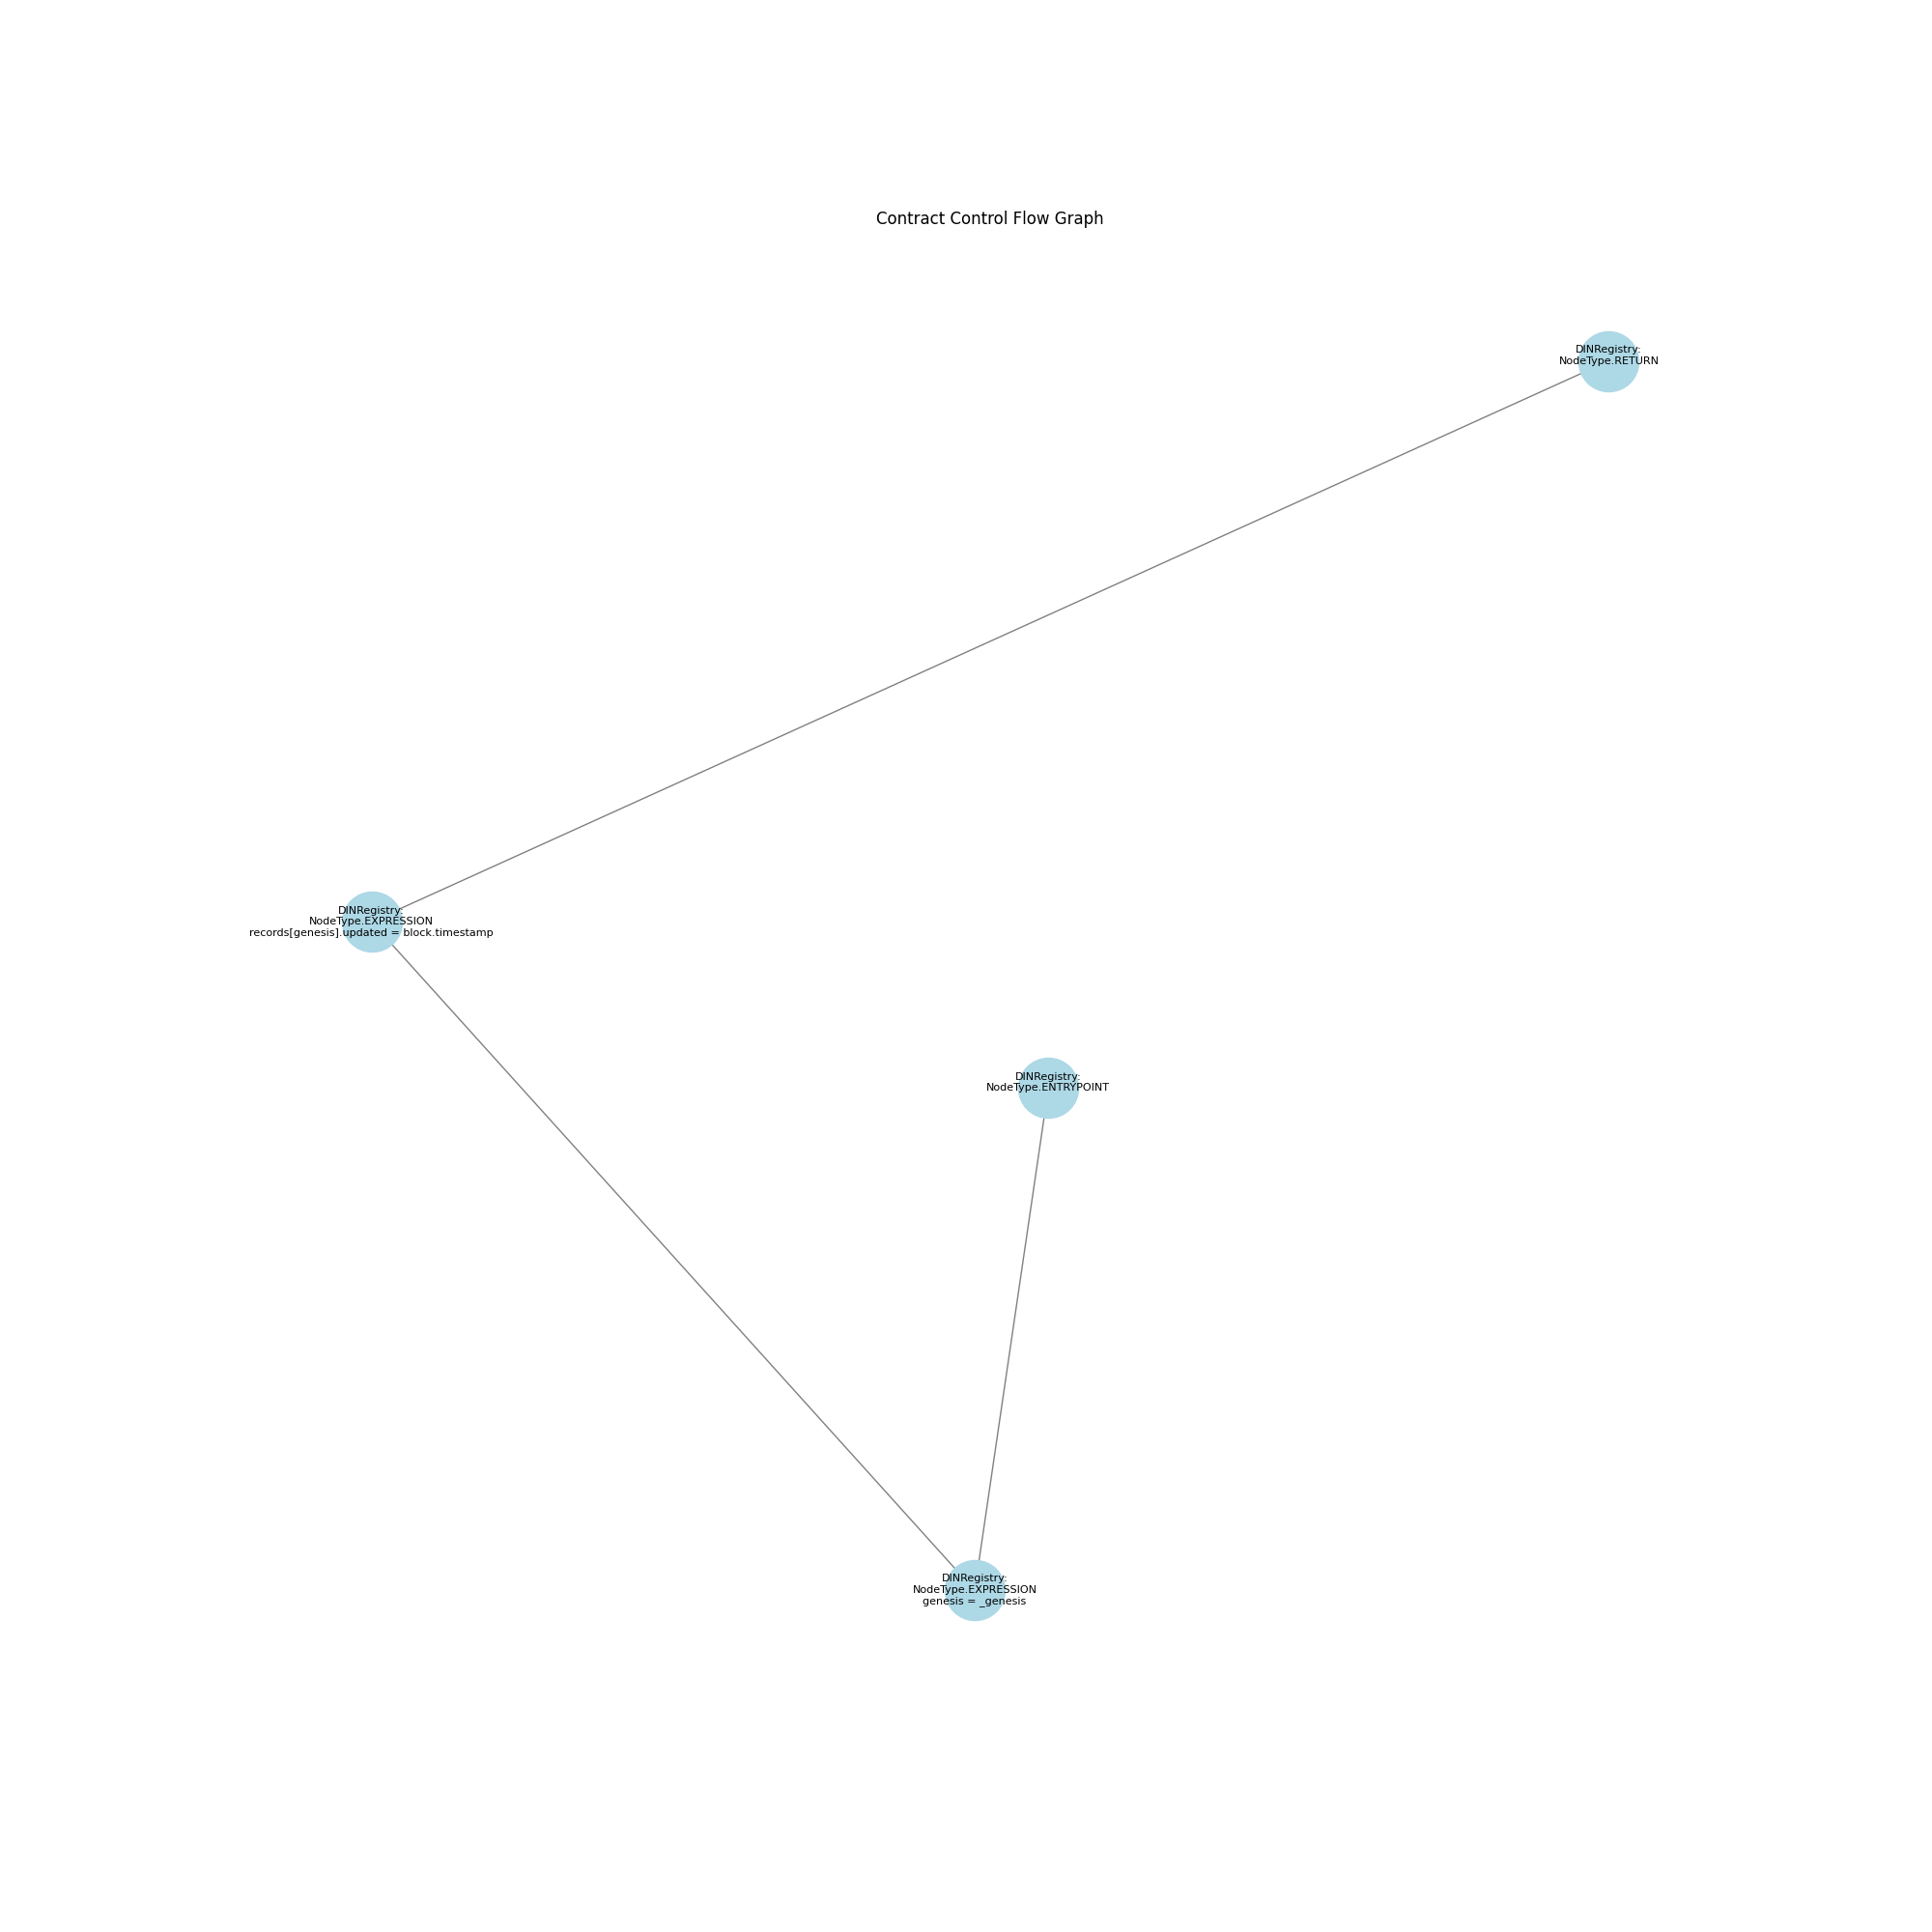 Contract Control Flow Graph
DINRegistry:
NodeType.RETURN
DINRegistry:
NodeType.EXPRESSION
records[genesis].updated = block.timestamp
DINRegistry:
NodeType.ENTRYPOINT
DINRegistry:
NodeType.EXPRESSION
genesis = _genesis